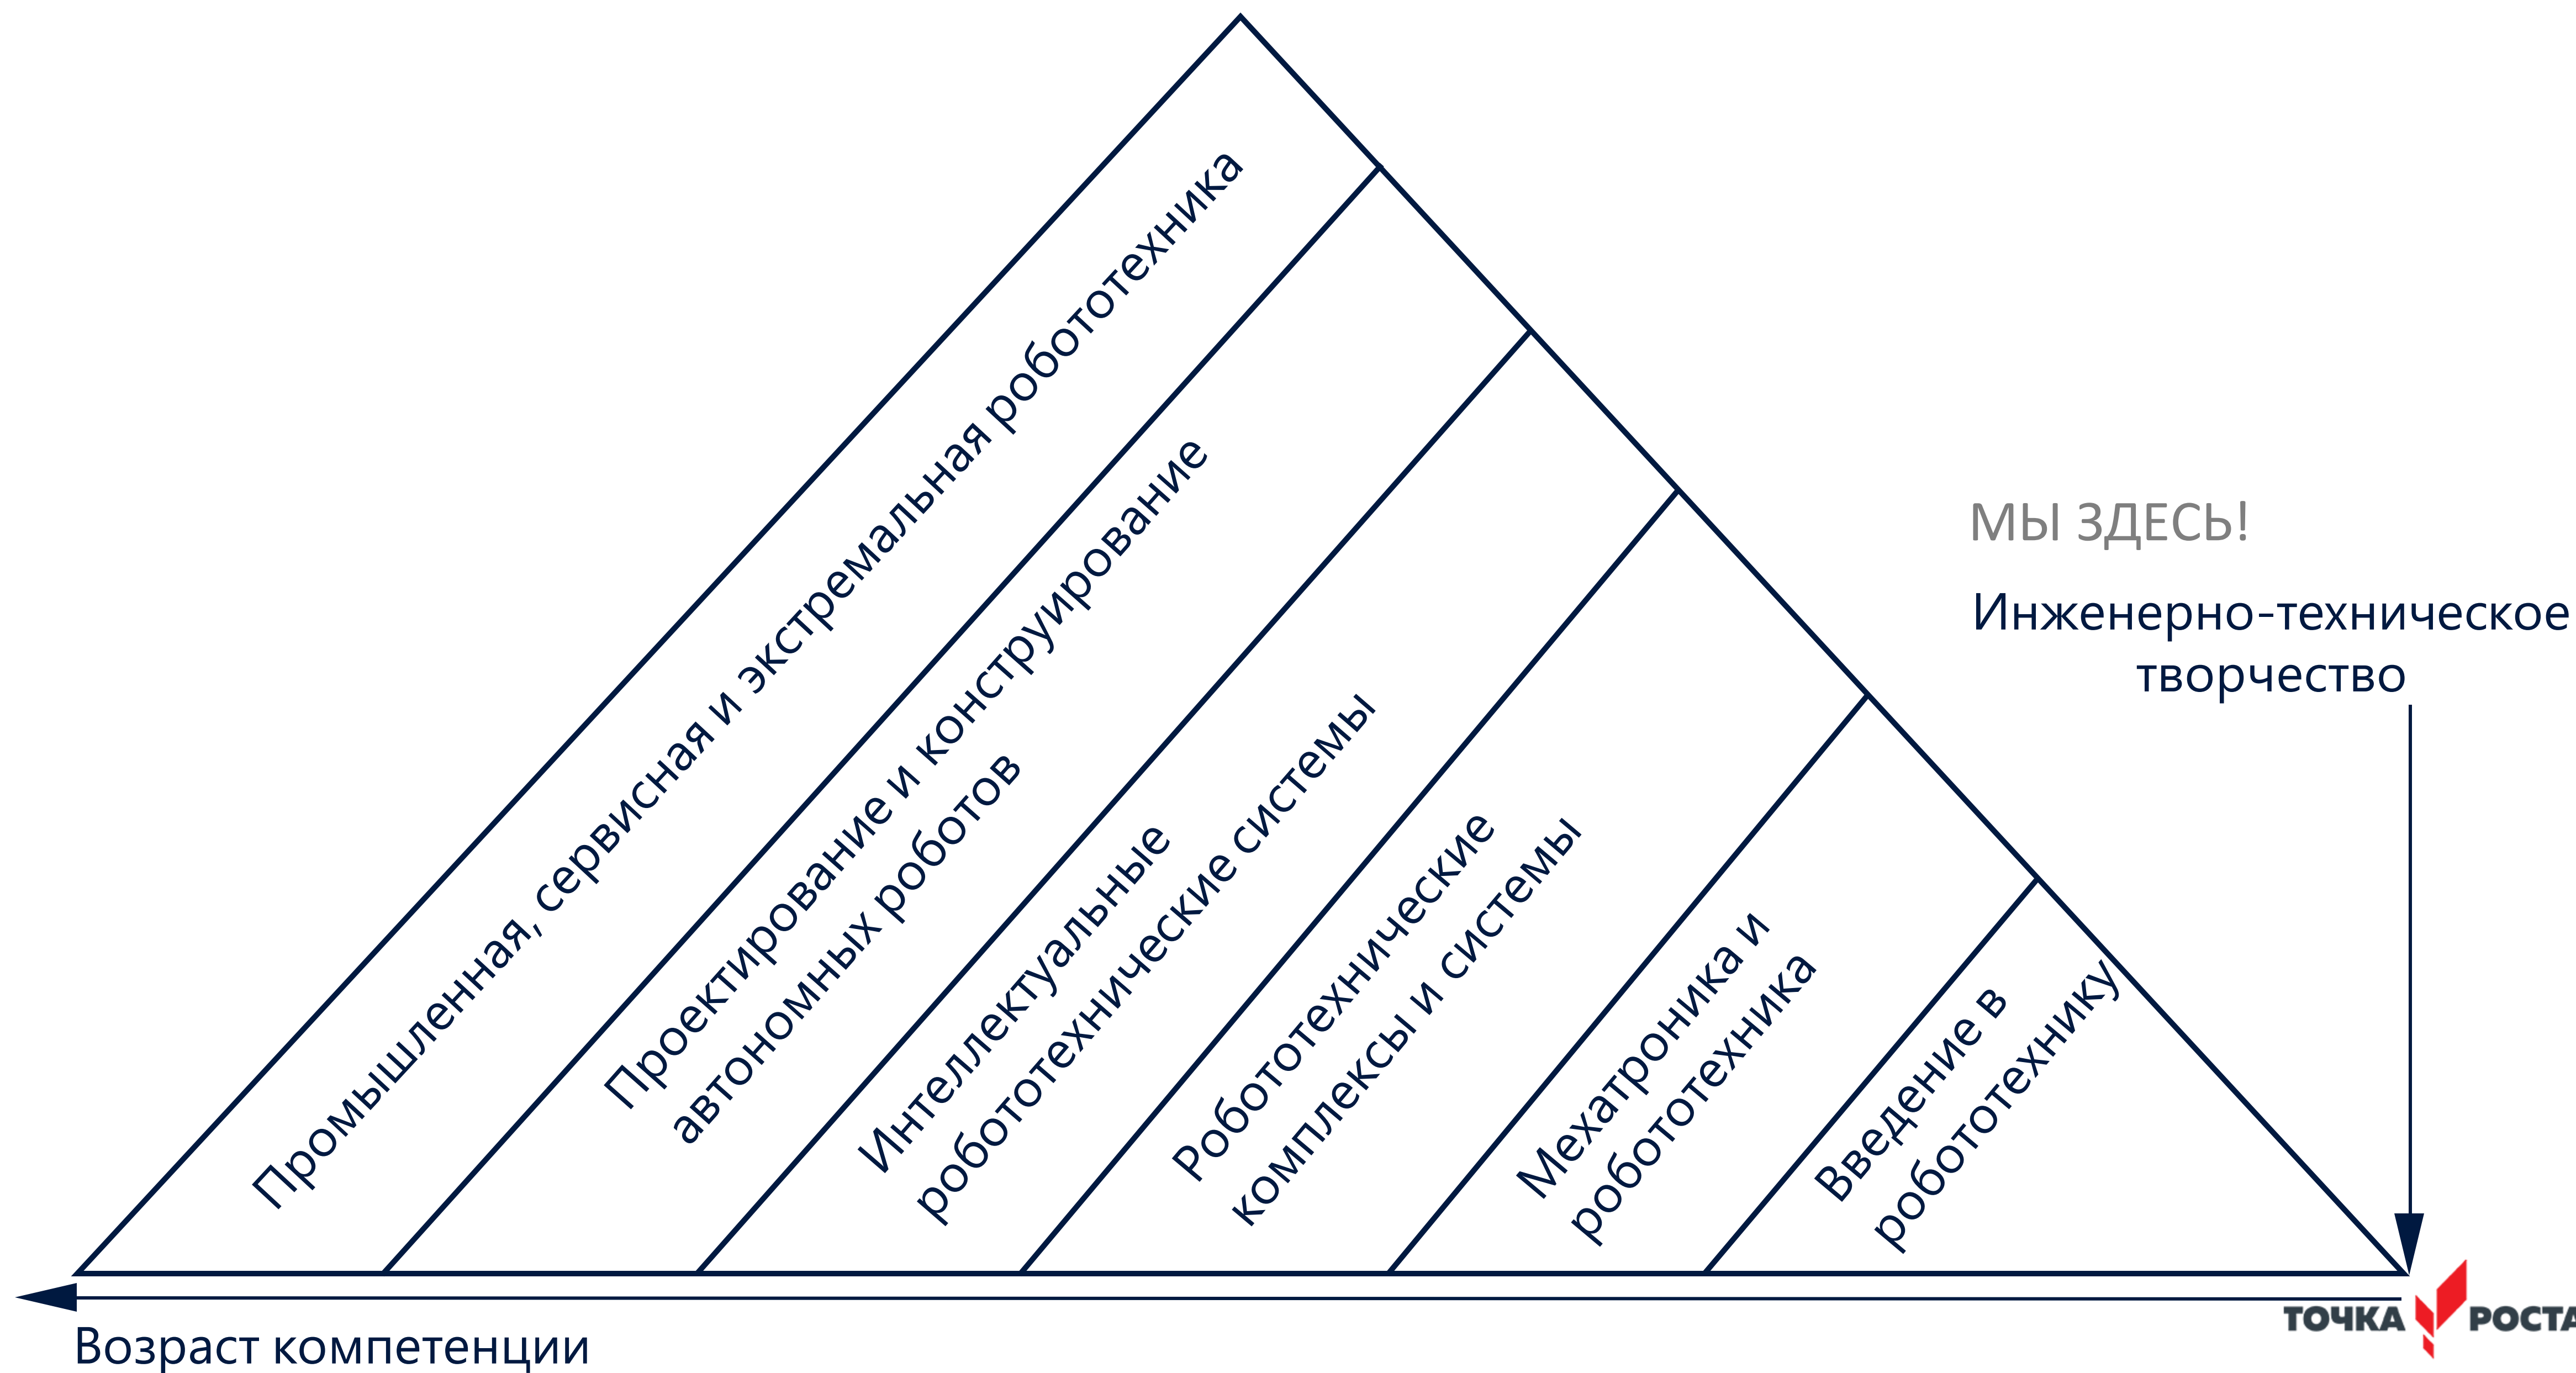 Промышленная, сервисная и экстремальная робототехника
Проектирование и конструирование
автономных роботов
Интеллектуальные
робототехнические системы
Робототехнические
комплексы и системы
Мехатроника и
робототехника
Введение в
робототехнику
МЫ ЗДЕСЬ!
Инженерно-техническое
творчество
Возраст компетенции
ТОЧКА РОСТА